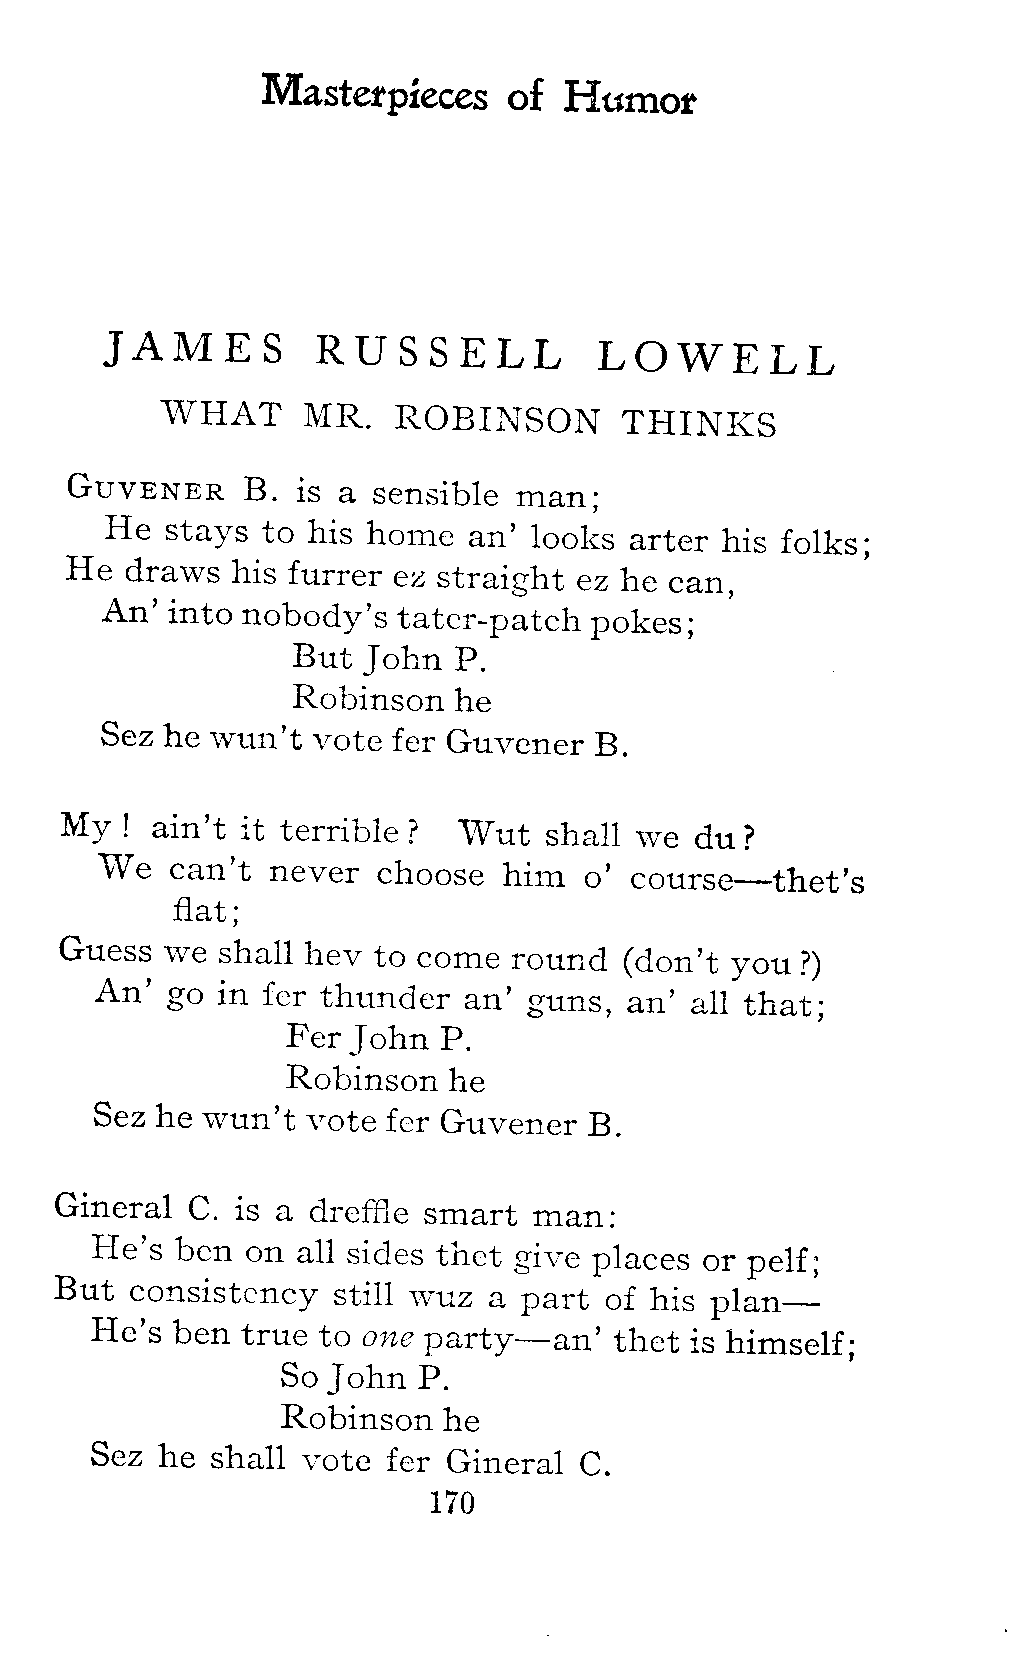 Masterpieces of Humor
JAMES RUSSELL LOWELL
WHAT MR. ROBINSON THINKS
GUVENER B. is a sensible man;
He stays to his home an' looks arter his folks;
He draws his furrer ez straight ez he can,
An' into nobody's tater-patch pokes;
But John P.
Robinson he
Sez he wun't vote fer Guvener B.
My! ain't it terrible? Wut shall we du?
We can't never choose him o' course—thet's
flat;
Guess we shall hev to come round (don't you?)
An' go in fer thunder an' guns, an' all that;
Fer John P.
Robinson he
Sez he wun't vote fer Guvener B.
Gineral C. is a dreffle smart man:
He's ben on all sides thet give places or pelf;
But consistency still wuz a part of his plan—
He's ben true to one party—an' thet is himself;
So John P.
Robinson he
Sez he shall vote fer Gineral C.
170